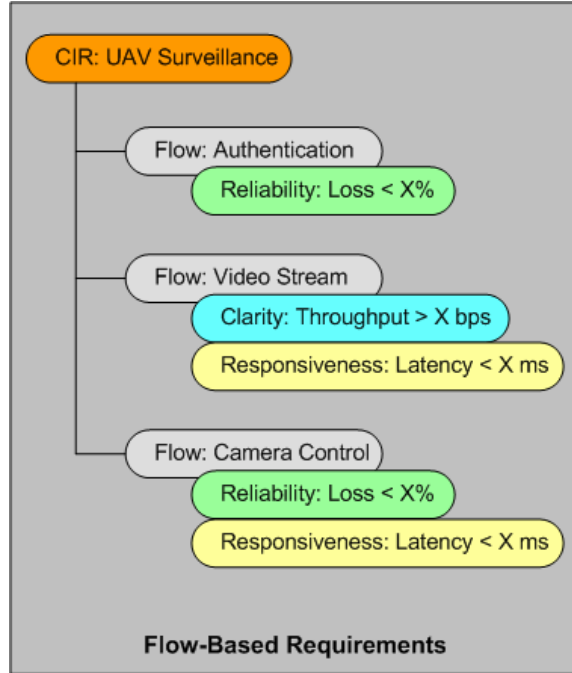 CIR: UAV Surveillance
Flow: Authentication
Reliability: Loss < X%
Flow: Video Stream
Clarity: Throughput > X bps
Responsiveness: Latency < X ms
Flow: Camera Control
Reliability: Loss < X%
Responsiveness: Latency < X ms
Flow-Based Requirements